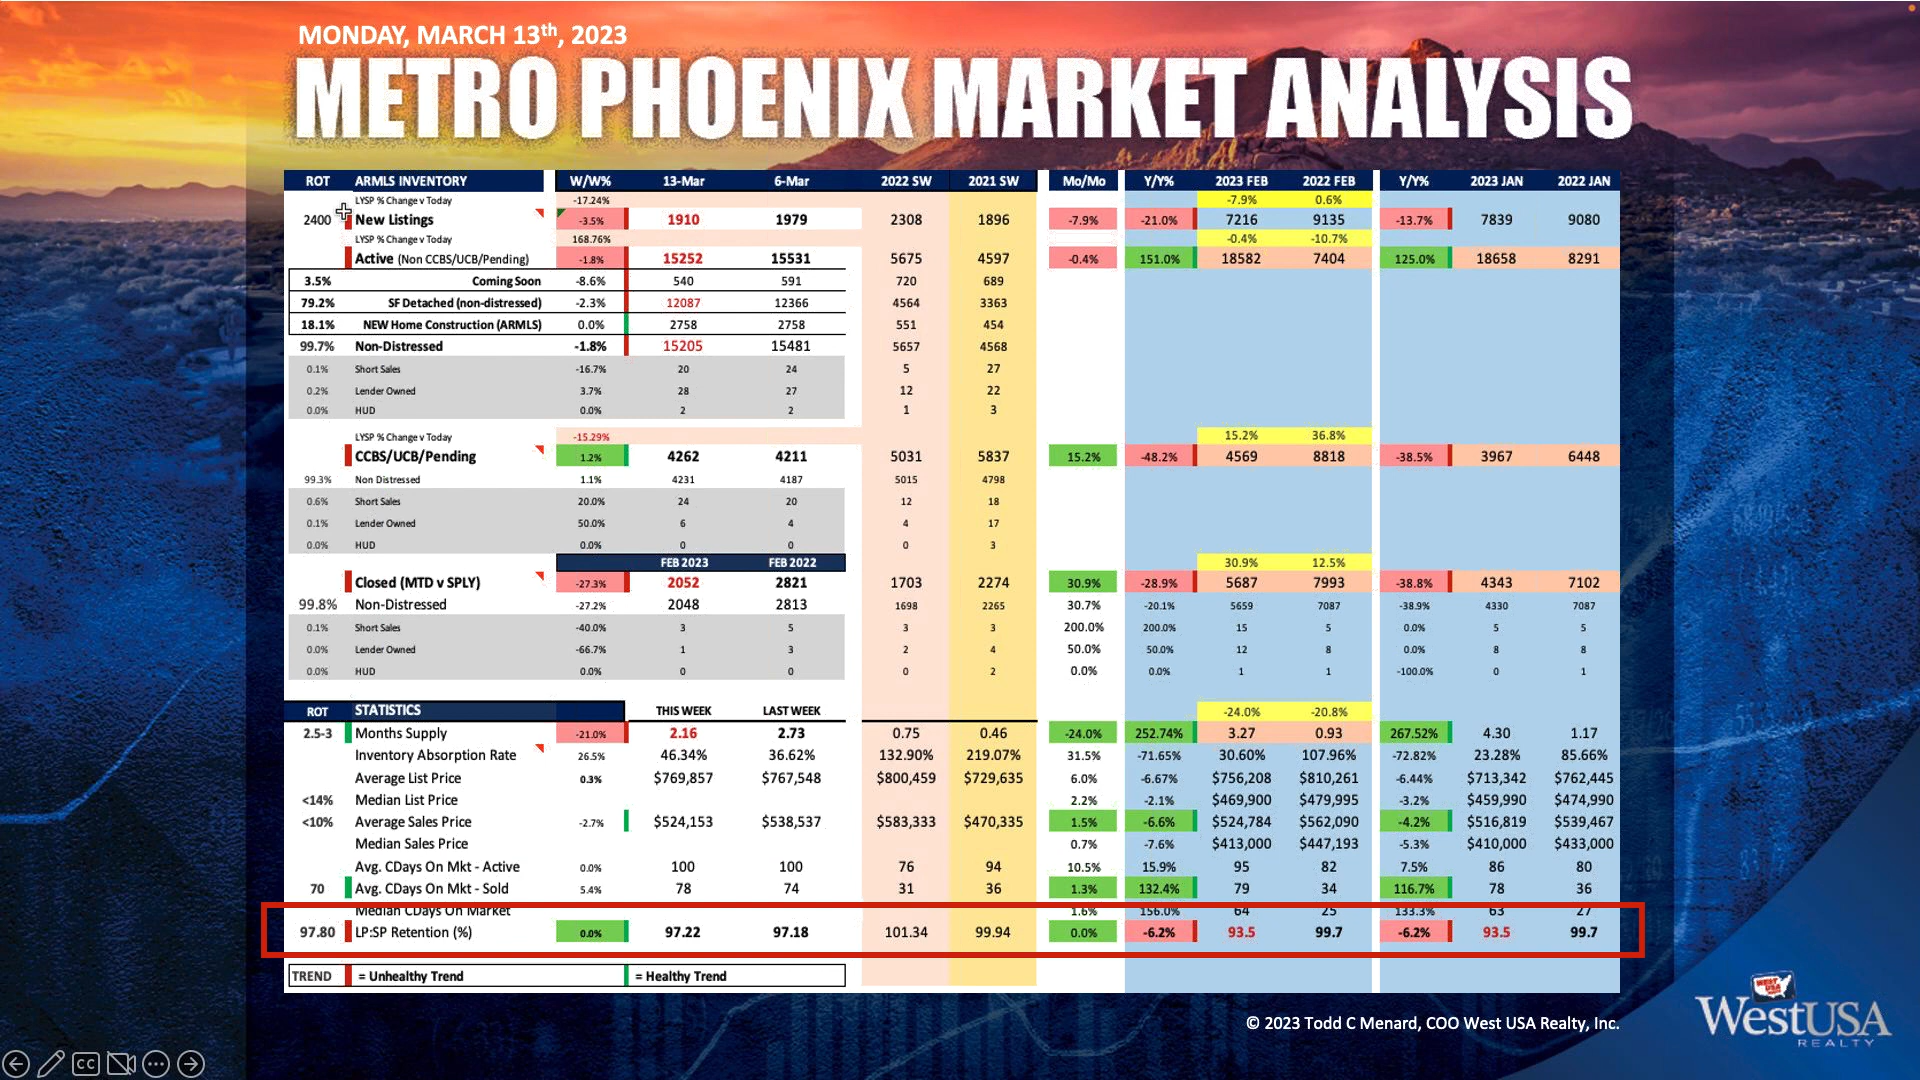 MONDAY, MARCH 13th, 2023
METRO PHOENIX MARKET ANALYSIS
ROT ARMLS INVENTORY W/W% 13-Mar 6-Mar 2022 SW 2021 SW Mo/Mo Y/Y% 2023 FEB 2022 FEB Y/Y% 2023 JAN 2022 JAN
LYSP % Change v Today -17.24% -7.9% 0.6%
2400 New Listings -3.5% 1910 1979 2308 1896 -7.9% -21.0% 7216 9135 -13.7% 7839 9080
LYSP % Change v Today 168.76% -0.4% -10.7%
Active (Non CCBS/UCB/Pending) -1.8% 15252 15531 5675 4597 -0.4% 151.0% 18582 7404 125.0% 18658 8291
3.5% Coming Soon -8.6% 540 591 720 689
79.2% SF Detached (non-distressed) -2.3% 12087 12366 4564 3363
18.1% NEW Home Construction (ARMLS) 0.0% 2758 2758 551 454
99.7% Non-Distressed -1.8% 15205 15481 5657 4568
0.1% Short Sales -16.7% 20 24 5 27
0.2% Lender Owned 3.7% 28 27 12 22
0.0% HUD 0.0% 2 2 1 3
LYSP % Change v Today -15.29% 15.2% 36.8%
CCBS/UCB/Pending 1.2% 4262 4211 5031 5837 15.2% -48.2% 4569 8818 -38.5% 3967 6448
99.3% Non Distressed 1.1% 4231 4187 5015 4798
0.6% Short Sales 20.0% 24 20 12 18
0.1% Lender Owned 50.0% 6 4 4 17
0.0% HUD 0.0% 0 0 0 3
FEB 2023 FEB 2022 30.9% 12.5%
Closed (MTD v SPLY) -27.3% 2052 2821 1703 2274 30.9% -28.9% 5687 7993 -38.8% 4343 7102
99.8% Non-Distressed -27.2% 2048 2813 1698 2265 30.7% -20.1% 5659 7087 -38.9% 4330 7087
0.1% Short Sales -40.0% 3 5 3 3 200.0% 200.0% 15 5 0.0% 5 5
0.0% Lender Owned -66.7% 1 3 2 4 50.0% 50.0% 12 8 0.0% 8 8
0.0% HUD 0.0% 0 0 0 2 0.0% 0.0% 1 1 -100.0% 0 1
ROT STATISTICS THIS WEEK LAST WEEK -24.0% -20.8%
2.5-3 Months Supply -21.0% 2.16 2.73 0.75 0.46 -24.0% 252.74% 3.27 0.93 267.52% 4.30 1.17
Inventory Absorption Rate 26.5% 46.34% 36.62% 132.90% 219.07% 31.5% -71.65% 30.60% 107.96% -72.82% 23.28% 85.66%
Average List Price 0.3% $769,857 $767,548 $800,459 $729,635 6.0% -6.67% $756,208 $810,261 -6.44% $713,342 $762,445
<14% Median List Price 2.2% -2.1% $469,900 $479,995 -3.2% $459,990 $474,990
<10% Average Sales Price -2.7% $524,153 $538,537 $583,333 $470,335 1.5% -6.6% $524,784 $562,090 -4.2% $516,819 $539,467
Median Sales Price 0.7% -7.6% $413,000 $447,193 -5.3% $410,000 $433,000
Avg. CDays On Mkt - Active 0.0% 100 100 76 94 10.5% 15.9% 95 82 7.5% 86 80
70 Avg. CDays On Mkt - Sold 5.4% 78 74 31 36 1.3% 132.4% 79 34 116.7% 78 36
Median CDays On Market 1.6% 156.0% 64 25 133.3% 63 27
97.80 LP:SP Retention (%) 0.0% 97.22 97.18 101.34 99.94 0.0% -6.2% 93.5 99.7 -6.2% 93.5 99.7
TREND = Unhealthy Trend = Healthy Trend
© 2023 Todd C Menard, COO West USA Realty, Inc.
WEST USA
WestUSA
REALTY
CC